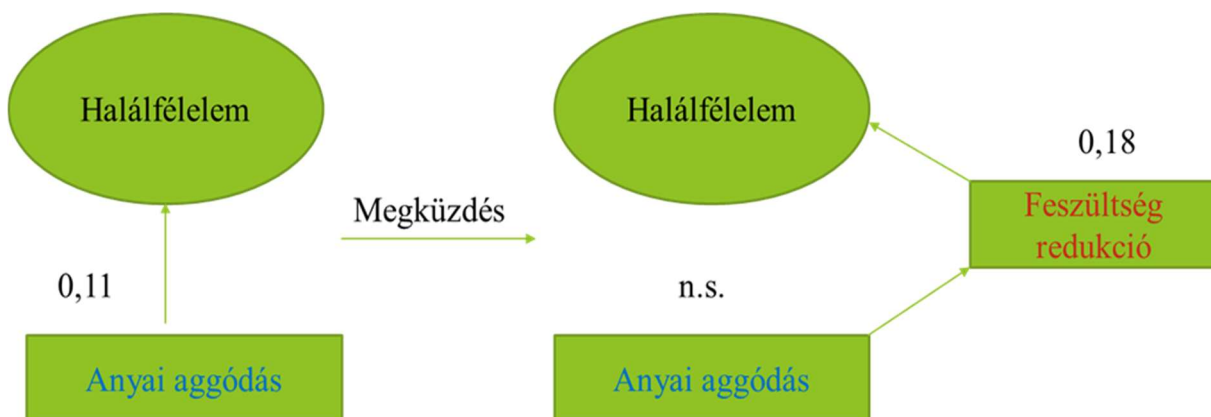 Halálfélelem
Megküzdés
0,11
Anyai aggódás
Halálfélelem
0,18
Feszültség
redukció
n.s.
Anyai aggódás